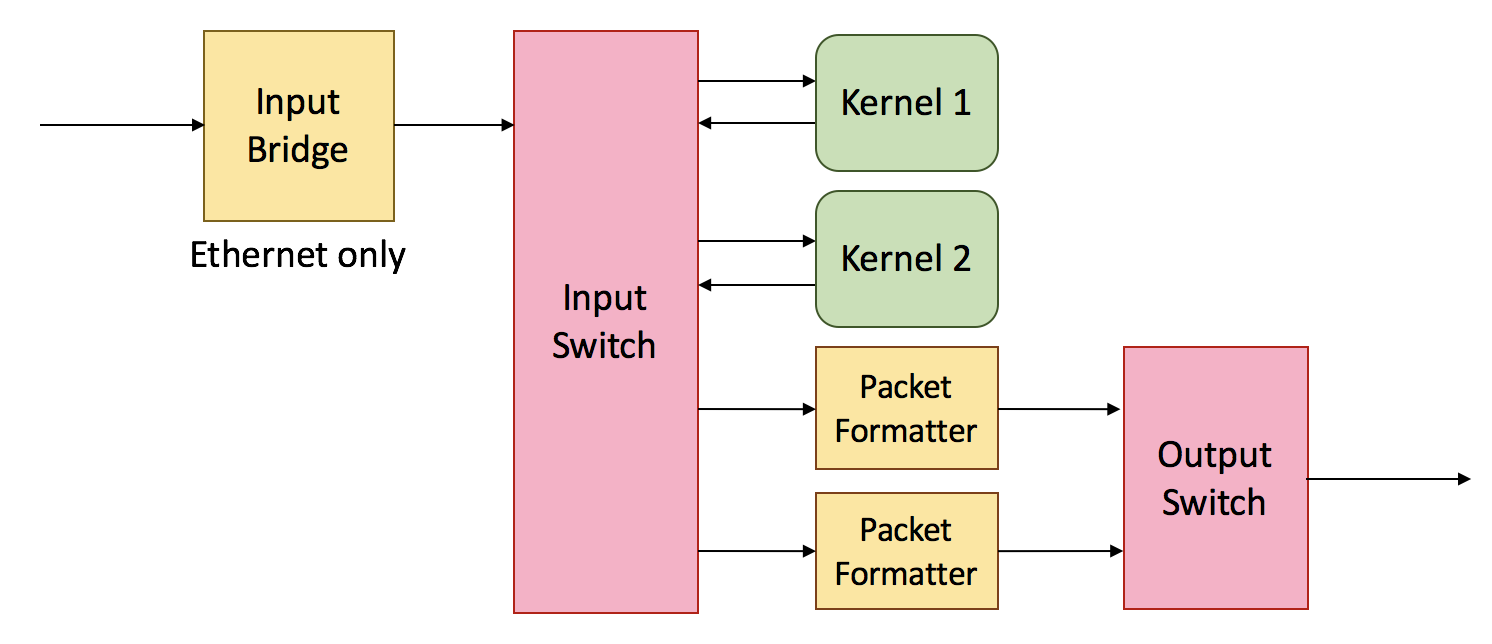 Input
Bridge
Ethernet only
Input
Switch
Kernel 1
Kernel 2
Packet
Formatter
Packet
Formatter
Output
Switch